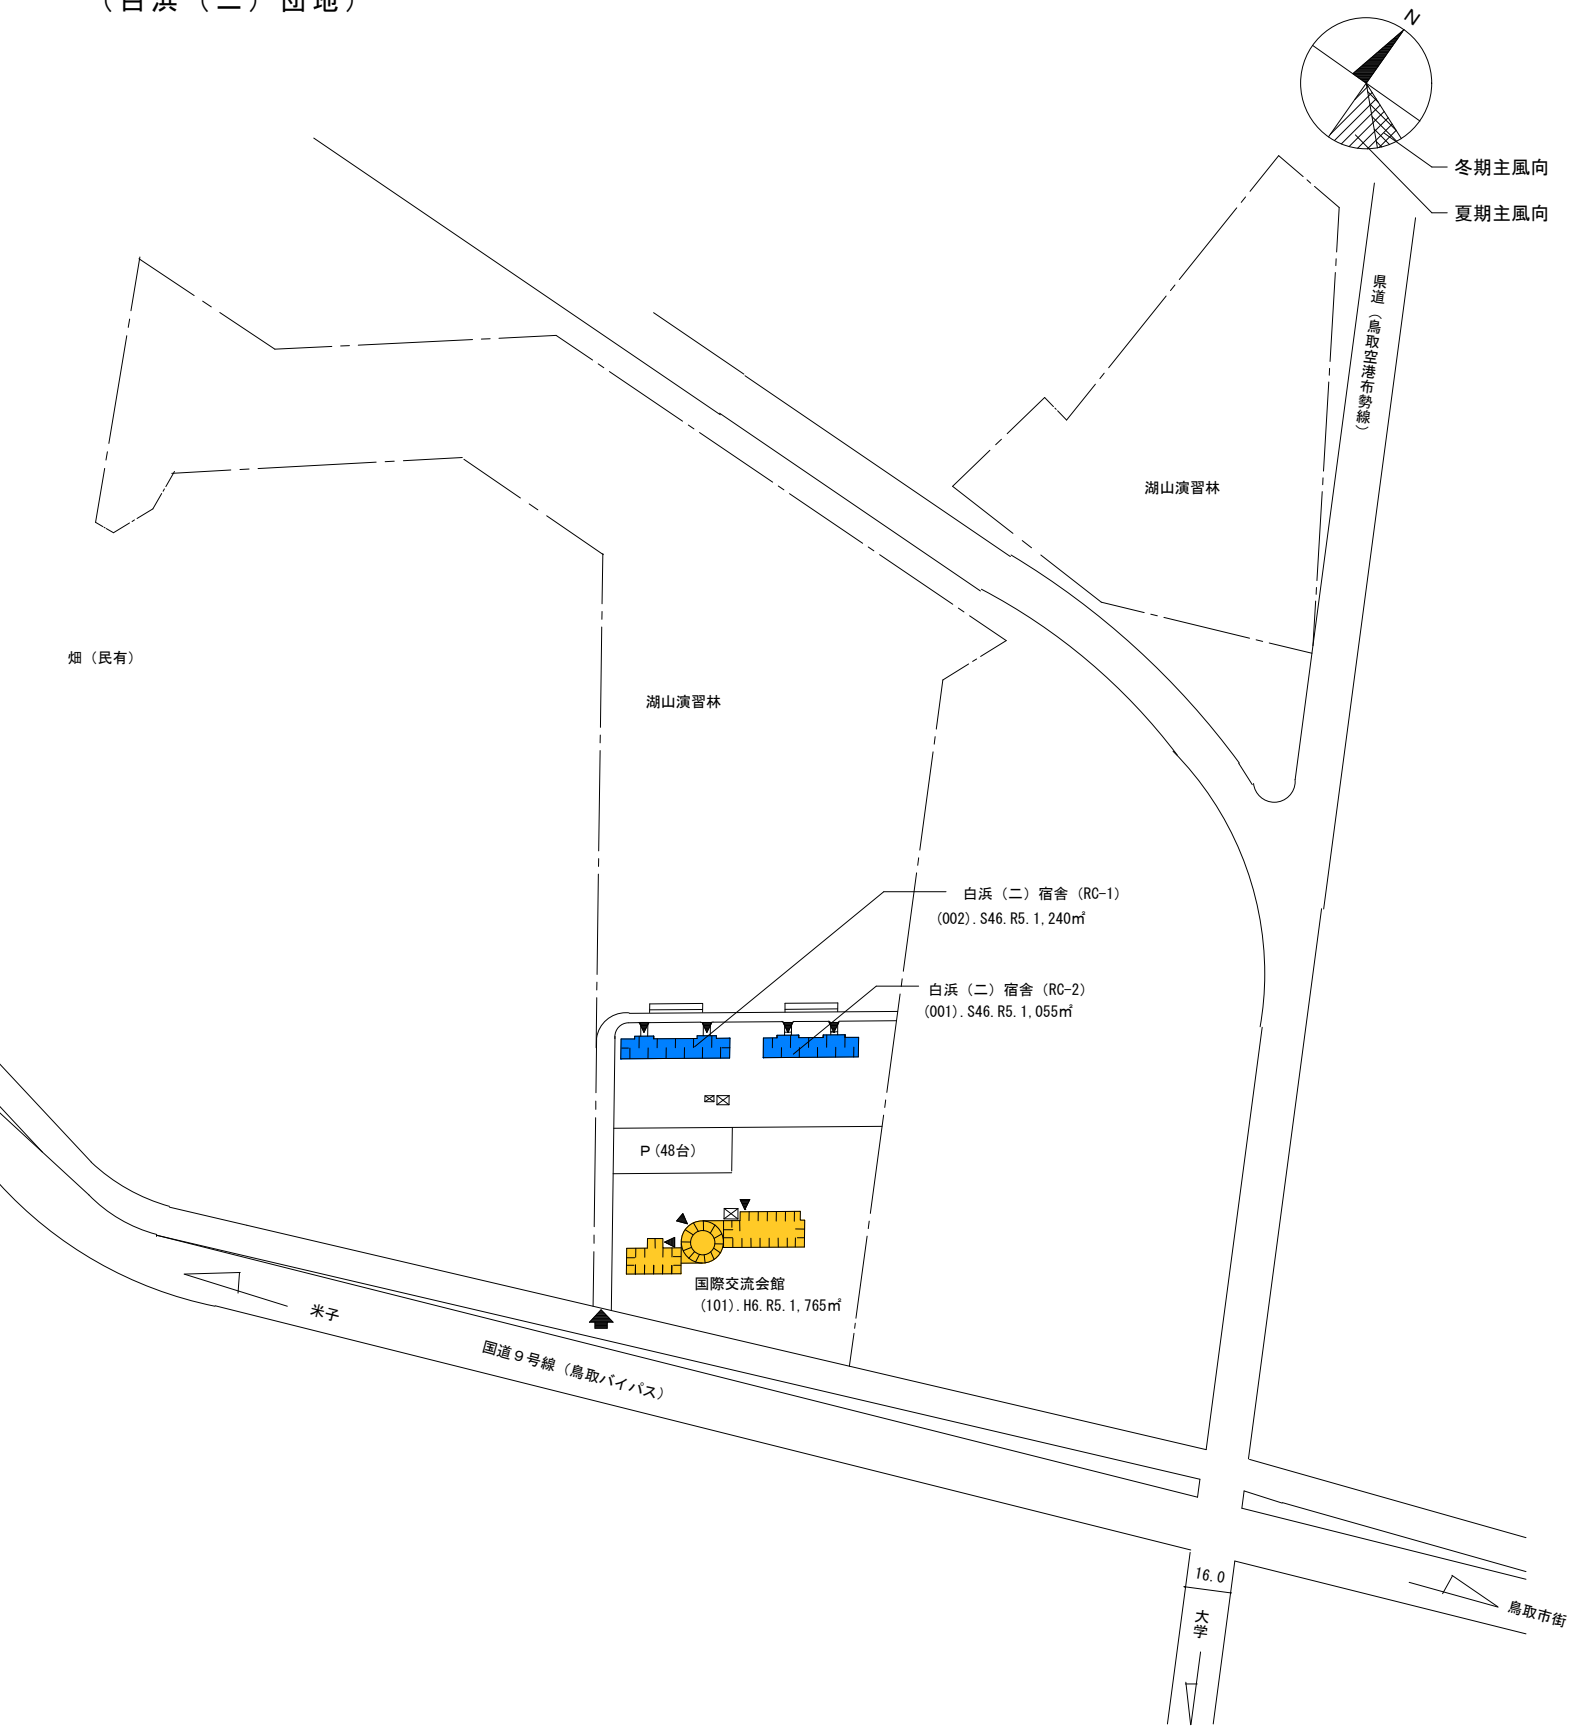 （白浜（二）団地）
N
冬期主風向
夏期主風向
県道（鳥取空港布勢線）
湖山演習林
畑（民有）
湖山演習林
白浜（二）宿舎（RC-1）
(002).S46.R5.1,240㎡
白浜（二）宿舎（RC-2）
(001).S46.R5.1,055㎡
P(48台)
国際交流会館
(101).H6.R5.1,765㎡
米子
国道９号線（鳥取バイパス）
16.0
大学
鳥取市街